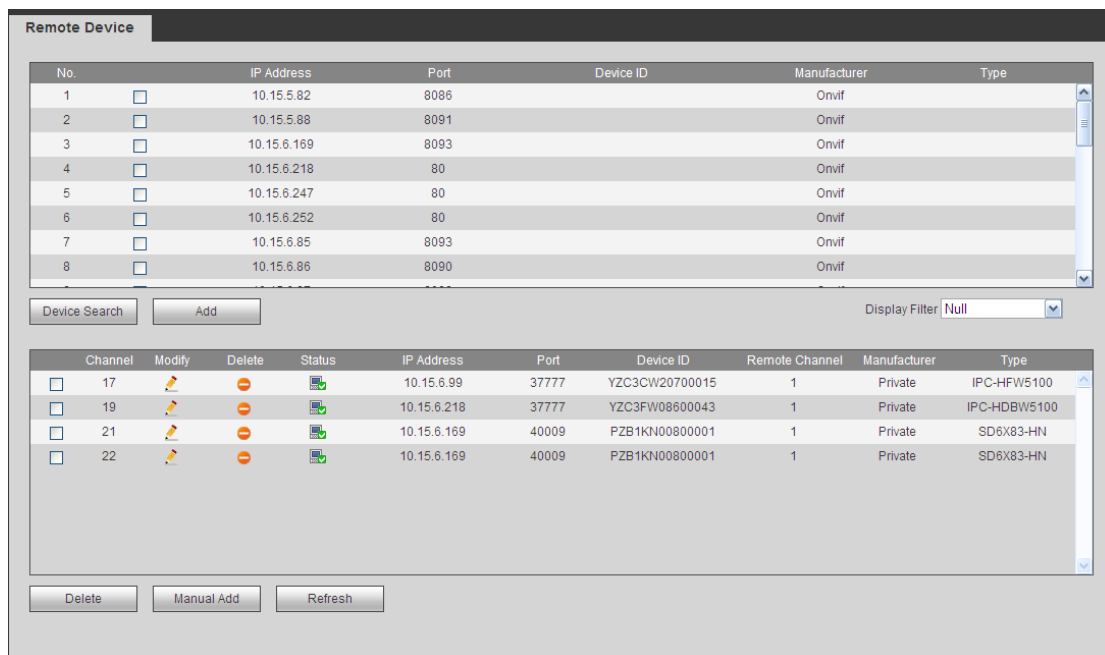 Remote Device
No. IP Address Port Device ID Manufacturer Type
1 10.15.5.82 8086 Onvif
2 10.15.5.88 8091 Onvif
3 10.15.6.169 8093 Onvif
4 10.15.6.218 80 Onvif
5 10.15.6.247 80 Onvif
6 10.15.6.252 80 Onvif
7 10.15.6.85 8093 Onvif
8 10.15.6.86 8090 Onvif
Device Search Add Display Filter Null
Channel Modify Delete Status IP Address Port Device ID Remote Channel Manufacturer Type
17 10.15.6.99 37777 YZC3CW20700015 1 Private IPC-HFW5100
19 10.15.6.218 37777 YZC3FW08600043 1 Private IPC-HDBW5100
21 10.15.6.169 40009 PZB1KN00800001 1 Private SD6X83-HN
22 10.15.6.169 40009 PZB1KN00800001 1 Private SD6X83-HN
Delete Manual Add Refresh